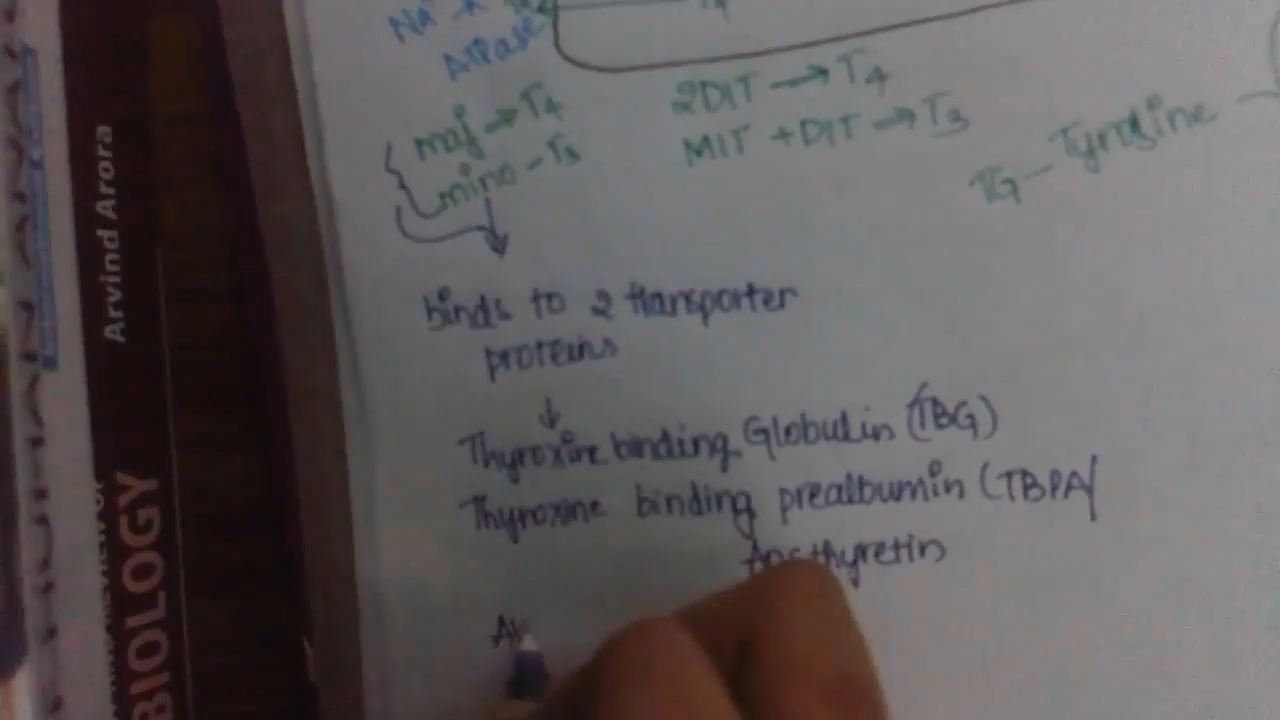 Na+ K+
ATPase
maj → T4
mino - T3
2DIT → T4
MIT + DIT → T3
TG - Tyrosine
binds to 2 transporter
proteins
↓
Thyroxine binding Globulin (TBG)
Thyroxine binding prealbumin (TBPA/
thyretin
Arvind Arora
BIOLOGY